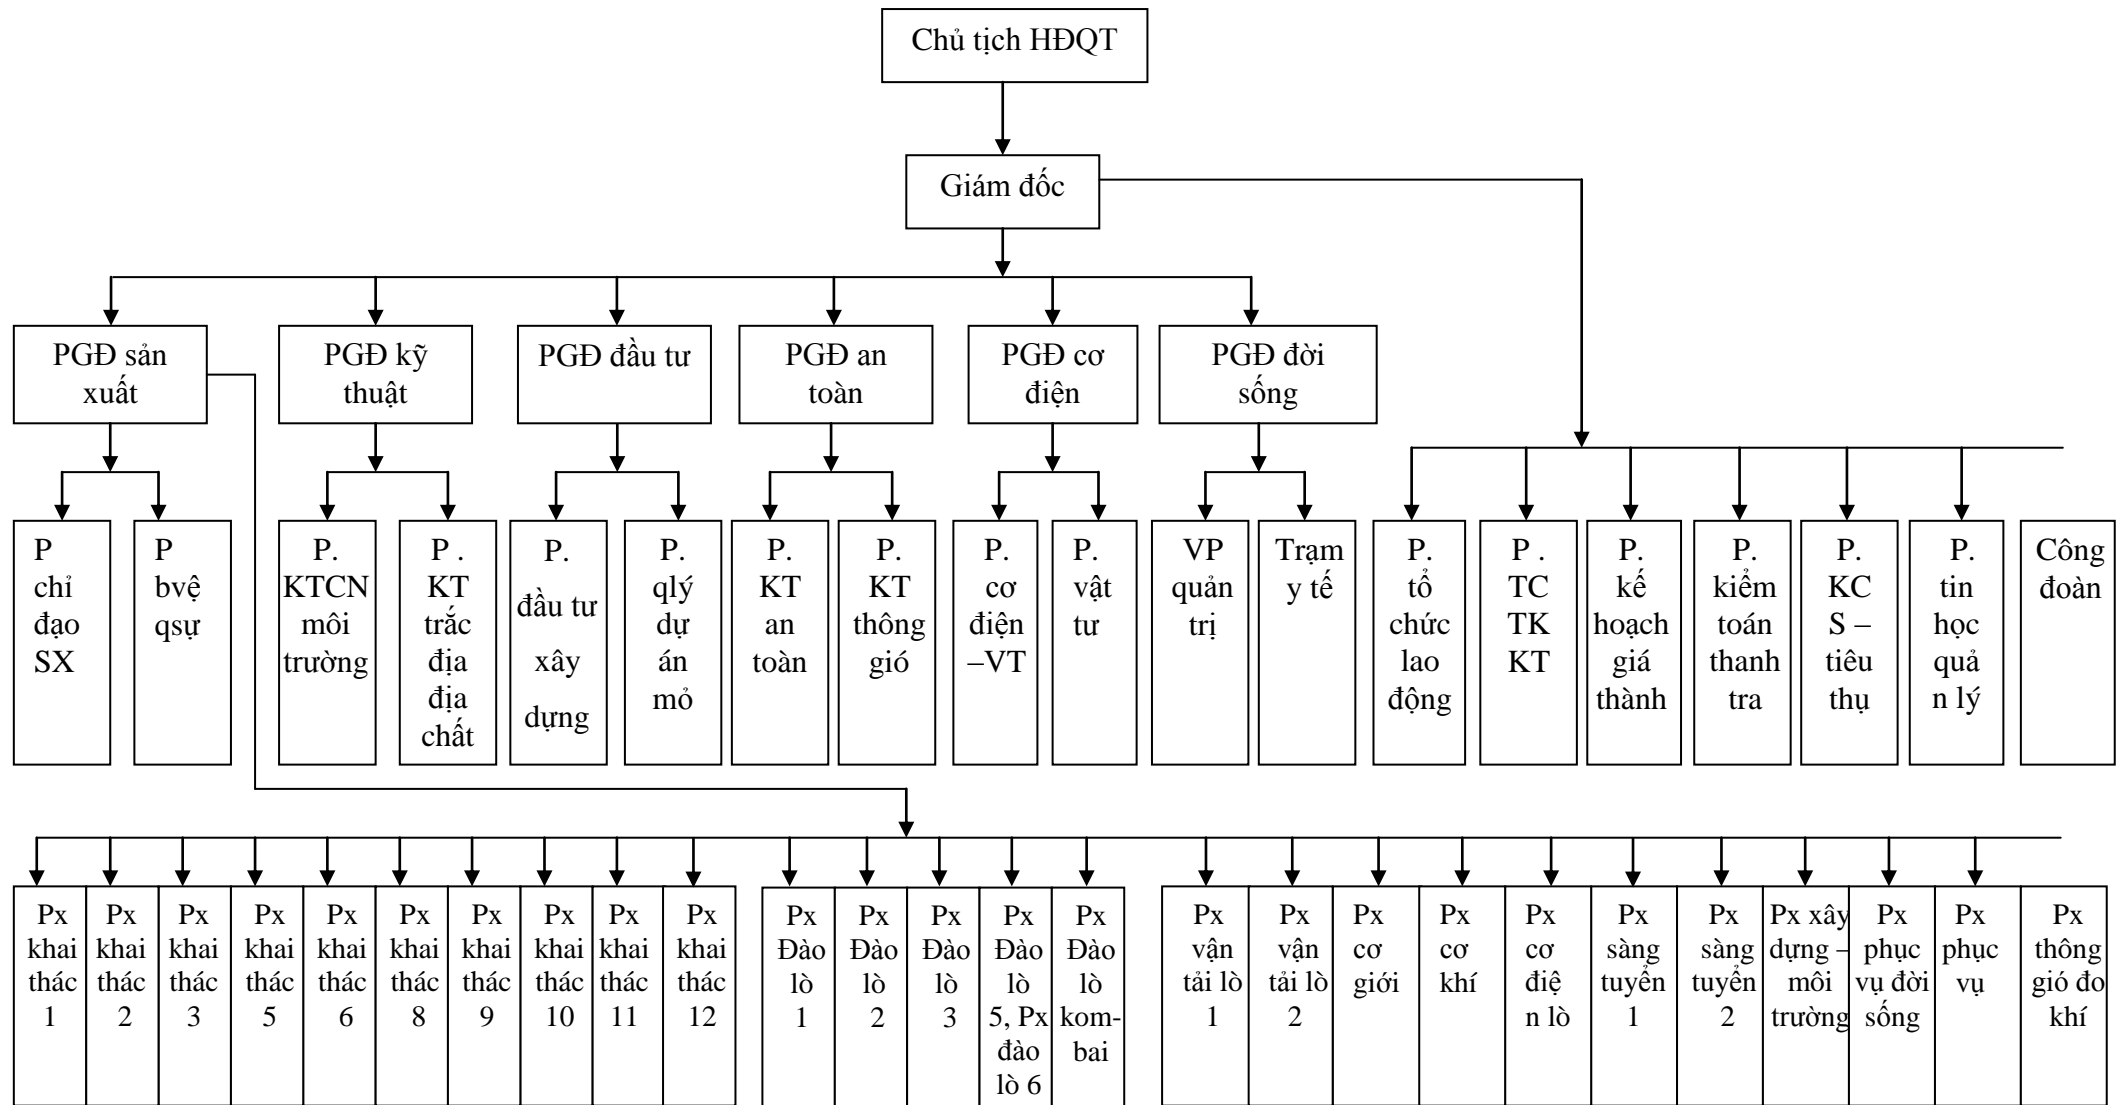 Chủ tịch HĐQT
Giám đốc
PGĐ sản
xuất
PGĐ kỹ
thuật
PGĐ đầu tư
PGĐ an
toàn
PGĐ cơ
điện
PGĐ đời
sống
P
chỉ
đạo
SX
P
bvệ
qsự
P.
KTCN
môi
trường
P .
KT
trắc
địa
địa
chất
P.
đầu tư
xây
dựng
P.
qlý
dự
án
mỏ
P.
KT
an
toàn
P.
KT
thông
gió
P.
cơ
điện
–VT
P.
vật
tư
VP
quản
trị
Trạm
y tế
P.
tổ
chức
lao
động
P .
TC
TK
KT
P.
kế
hoạch
giá
thành
P.
kiểm
toán
thanh
tra
P.
KC
S –
tiêu
thụ
P.
tin
học
quả
n lý
Công
đoàn
Px
khai
thác
1
Px
khai
thác
2
Px
khai
thác
3
Px
khai
thác
5
Px
khai
thác
6
Px
khai
thác
8
Px
khai
thác
9
Px
khai
thác
10
Px
khai
thác
11
Px
khai
thác
12
Px
Đào
lò
1
Px
Đào
lò
2
Px
Đào
lò
3
Px
Đào
lò
5, Px
đào
lò 6
Px
Đào
lò
kom-
bai
Px
vận
tải lò
1
Px
vận
tải lò
2
Px
cơ
giới
Px
cơ
khí
Px
cơ
điệ
n lò
Px
sàng
tuyển
1
Px
sàng
tuyển
2
Px xây
dựng –
môi
trường
Px
phục
vụ đời
sống
Px
phục
vụ
Px
thông
gió đo
khí